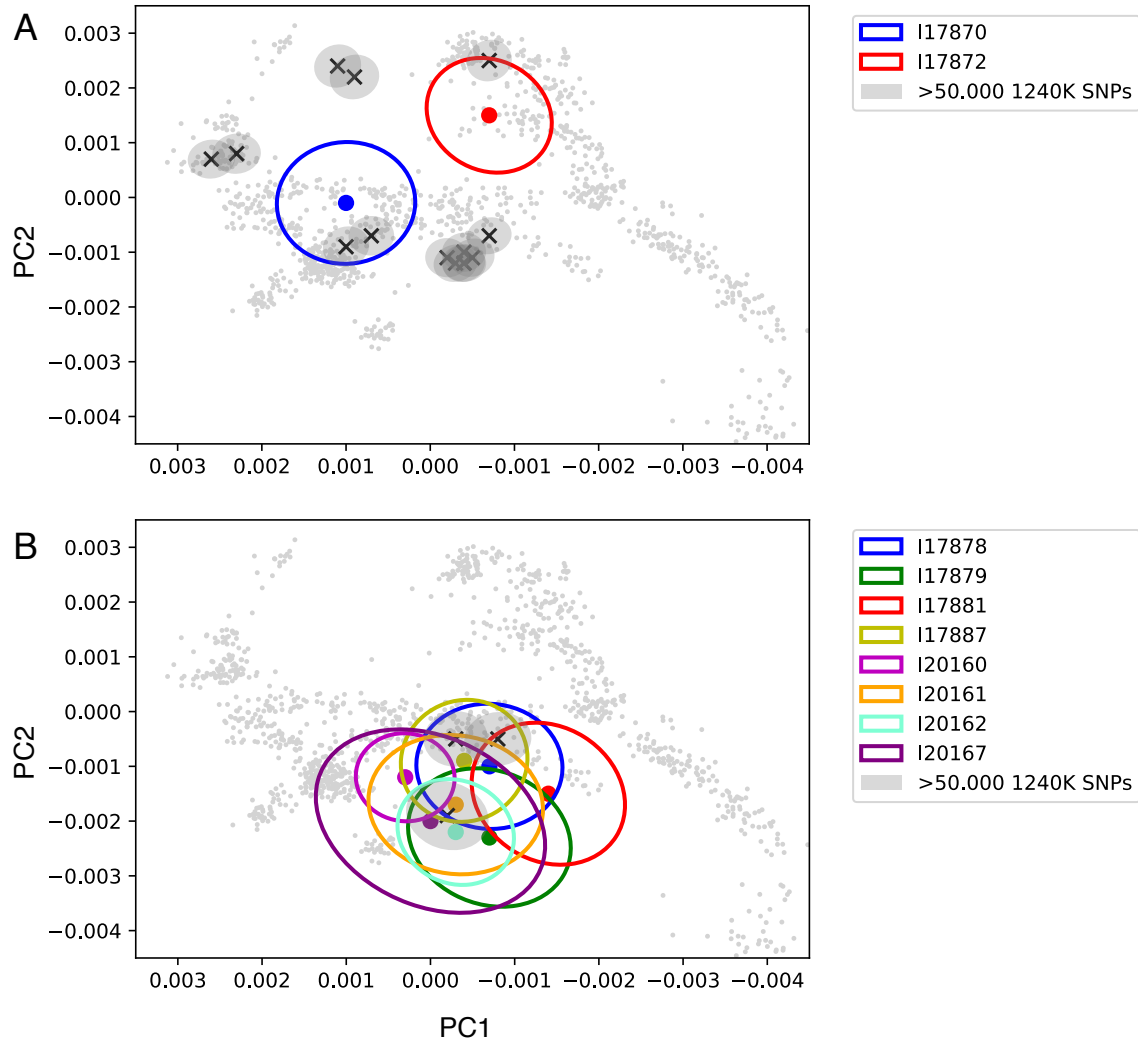 A
0.003
0.002
0.001
0.000
−0.001
−0.002
−0.003
−0.004
PC2
0.003 0.002 0.001 0.000 −0.001 −0.002 −0.003 −0.004
I17870
I17872
>50.000 1240K SNPs
B
0.003
0.002
0.001
0.000
−0.001
−0.002
−0.003
−0.004
PC2
0.003 0.002 0.001 0.000 −0.001 −0.002 −0.003 −0.004
PC1
I17878
I17879
I17881
I17887
I20160
I20161
I20162
I20167
>50.000 1240K SNPs